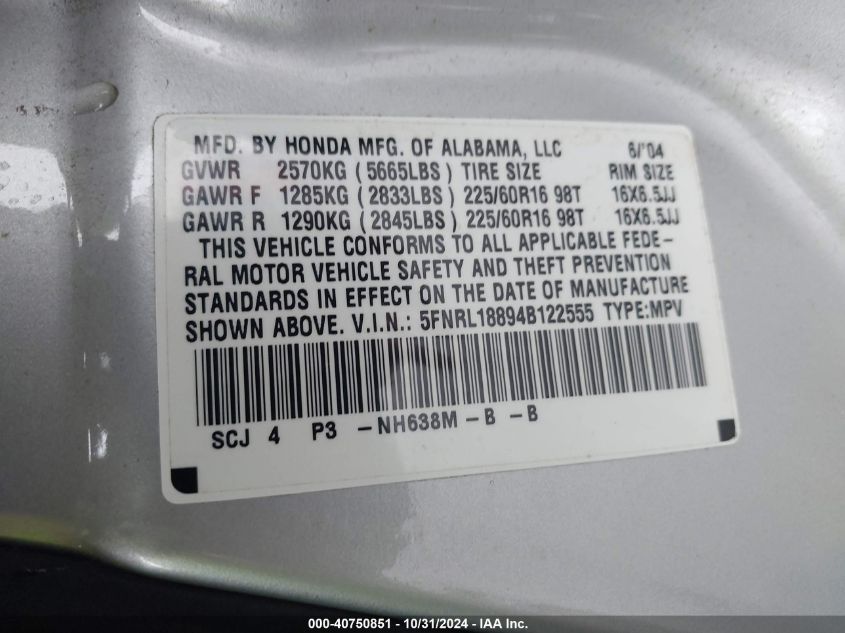 MFD. BY HONDA MFG. OF ALABAMA, LLC 6/'04
GVWR 2570KG (5665LBS) TIRE SIZE RIM SIZE
GAWR F 1285KG (2833LBS) 225/60R16 98T 16X6.5JJ
GAWR R 1290KG (2845LBS) 225/60R16 98T 16X6.5JJ
THIS VEHICLE CONFORMS TO ALL APPLICABLE FEDE-
RAL MOTOR VEHICLE SAFETY AND THEFT PREVENTION
STANDARDS IN EFFECT ON THE DATE OF MANUFACTURE
SHOWN ABOVE. V.I.N.: 5FNRL18894B122555 TYPE:MPV
SCJ 4 P3 -NH638M -B -B
000-40750851 / 10/31/2024 - IAA Inc.